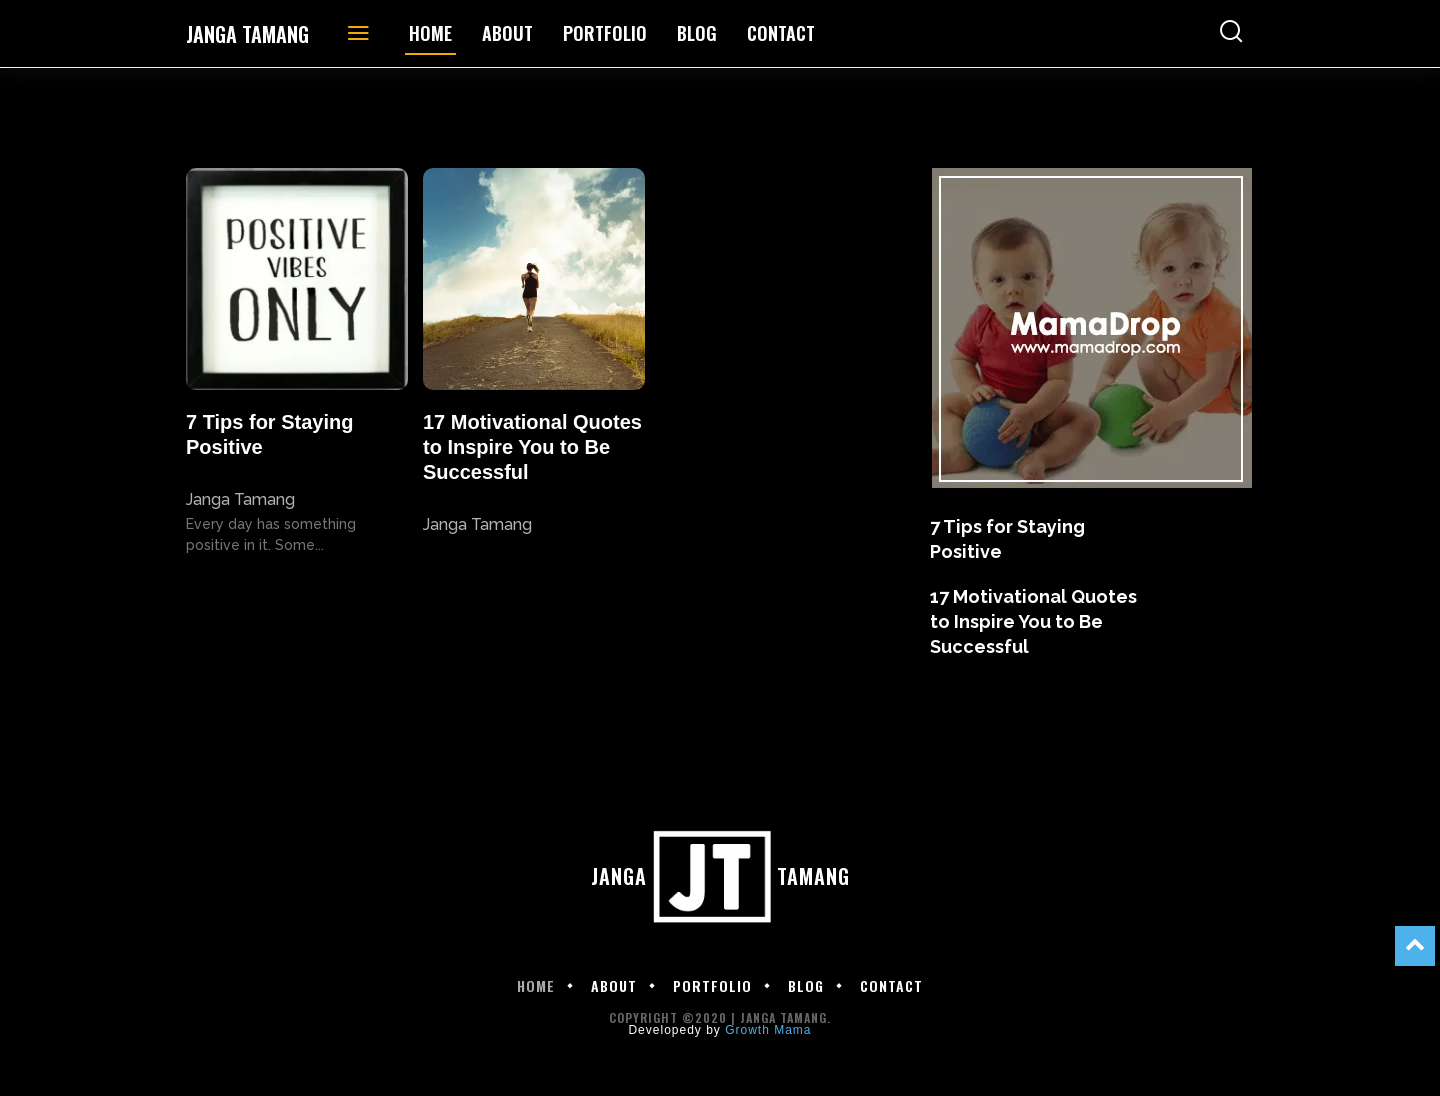 JANGA TAMANG
HOME ABOUT PORTFOLIO BLOG CONTACT
POSITIVE
VIBES
ONLY
7 Tips for Staying
Positive
Janga Tamang
Every day has something
positive in it. Some...
17 Motivational Quotes
to Inspire You to Be
Successful
Janga Tamang
MamaDrop
www.mamadrop.com
7 Tips for Staying
Positive
17 Motivational Quotes
to Inspire You to Be
Successful
JANGA JT TAMANG
HOME ABOUT PORTFOLIO BLOG CONTACT
COPYRIGHT ©2020 | JANGA TAMANG.
Developedy by Growth Mama